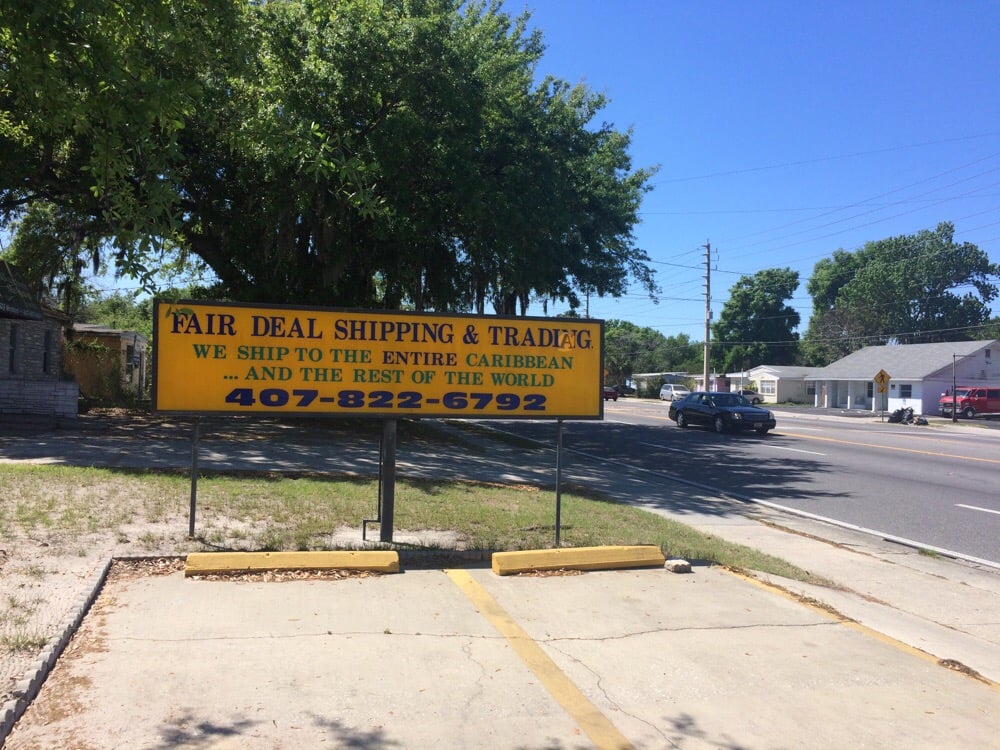 FAIR DEAL SHIPPING & TRADING.
WE SHIP TO THE ENTIRE CARIBBEAN
... AND THE REST OF THE WORLD
407-822-6792